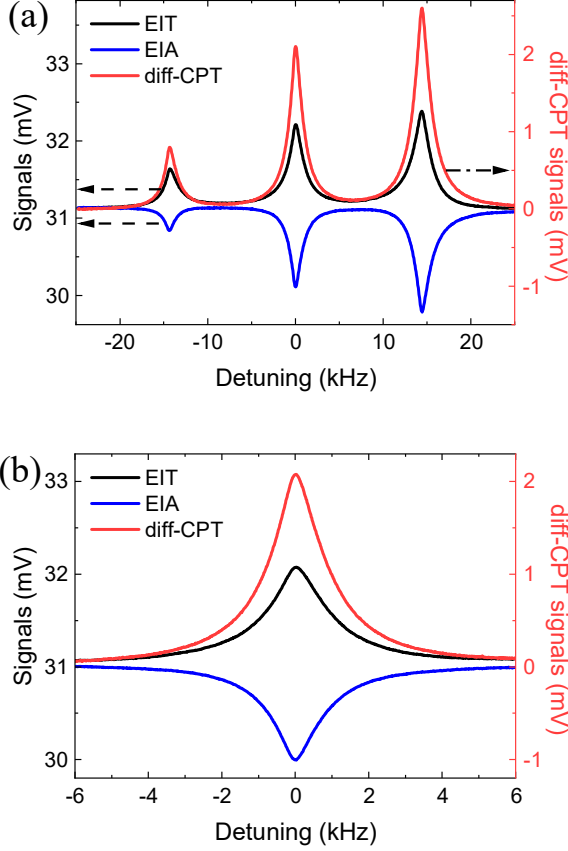 (a)
EIT
EIA
diff-CPT
33
32
31
30
Signals (mV)
2
1
0
-1
diff-CPT signals (mV)
-20 -10 0 10 20
Detuning (kHz)
(b)
EIT
EIA
diff-CPT
33
32
31
30
Signals (mV)
2
1
0
-1
diff-CPT signals (mV)
-6 -4 -2 0 2 4 6
Detuning (kHz)